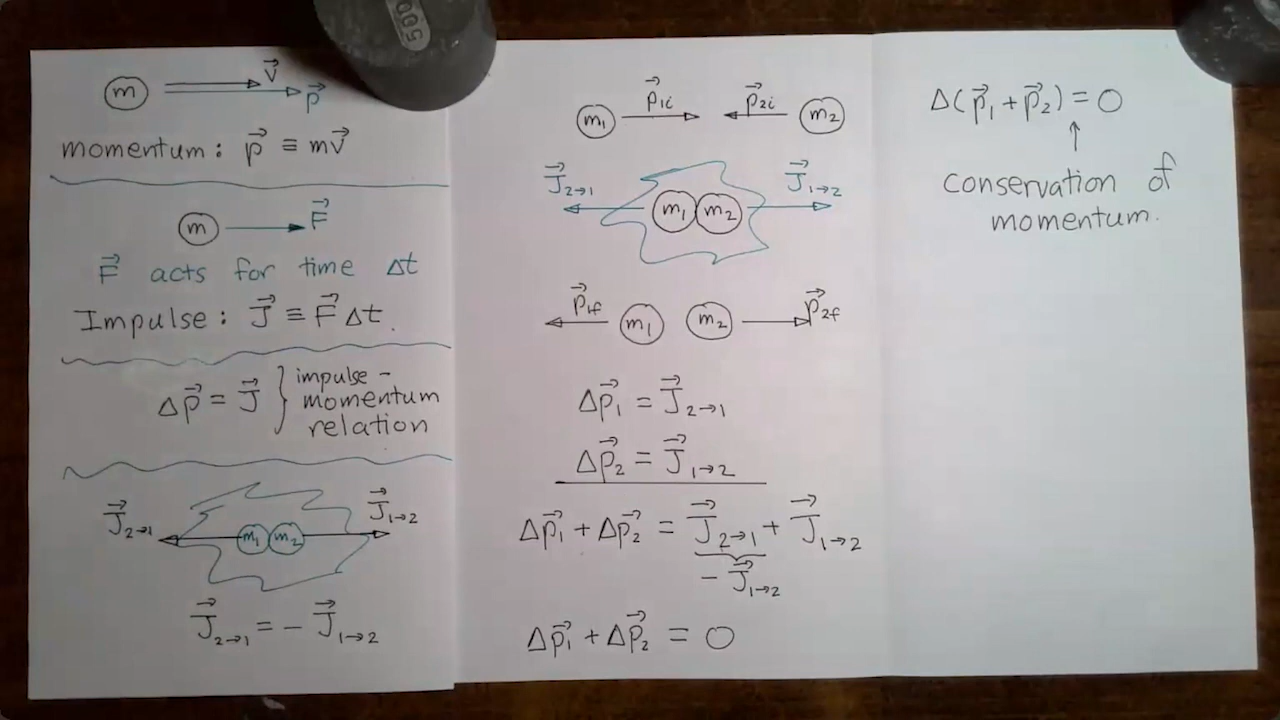 500
m v⃗
p⃗
momentum: p⃗ ≡ mv⃗
m F⃗
F⃗ acts for time Δt
Impulse: J⃗ ≡ F⃗ Δt.
Δp⃗ = J⃗ } impulse -
momentum
relation
J⃗2→1 m1 m2 J⃗1→2
J⃗2→1 = - J⃗1→2
m1 p⃗1i p⃗2i m2
J⃗2→1 m1 m2 J⃗1→2
p⃗1f m1 m2 p⃗2f
Δp⃗1 = J⃗2→1
Δp⃗2 = J⃗1→2
Δp⃗1 + Δp⃗2 = J⃗2→1 + J⃗1→2
- J⃗1→2
Δp⃗1 + Δp⃗2 = 0
Δ(p⃗1 + p⃗2) = 0
↑
conservation of
momentum.